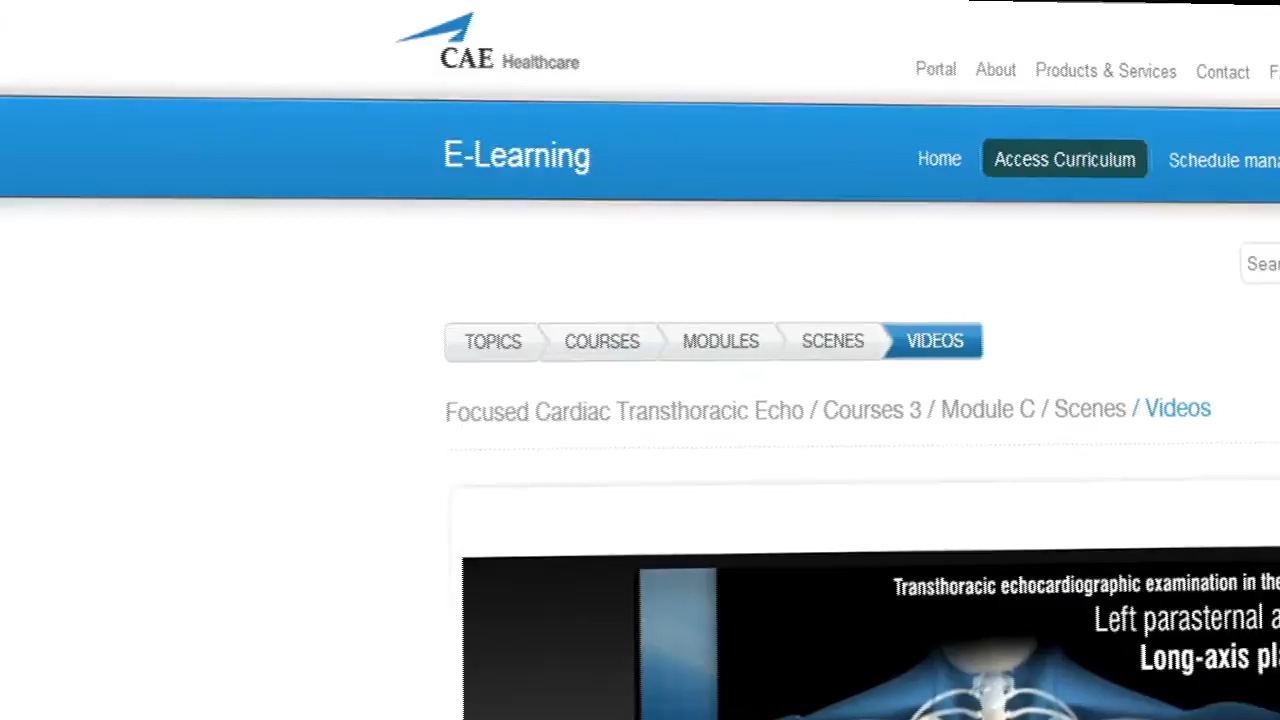 CAE Healthcare
Portal About Products & Services Contact
E-Learning
Home Access Curriculum Schedule
TOPICS COURSES MODULES SCENES VIDEOS
Focused Cardiac Transthoracic Echo / Courses 3 / Module C / Scenes / Videos
Transthoracic echocardiographic examination in the
Left parasternal
Long-axis